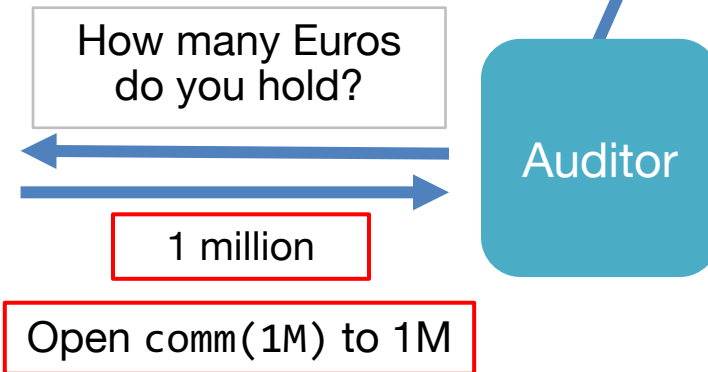 How many Euros
do you hold?
Auditor
1 million
Open comm(1M) to 1M